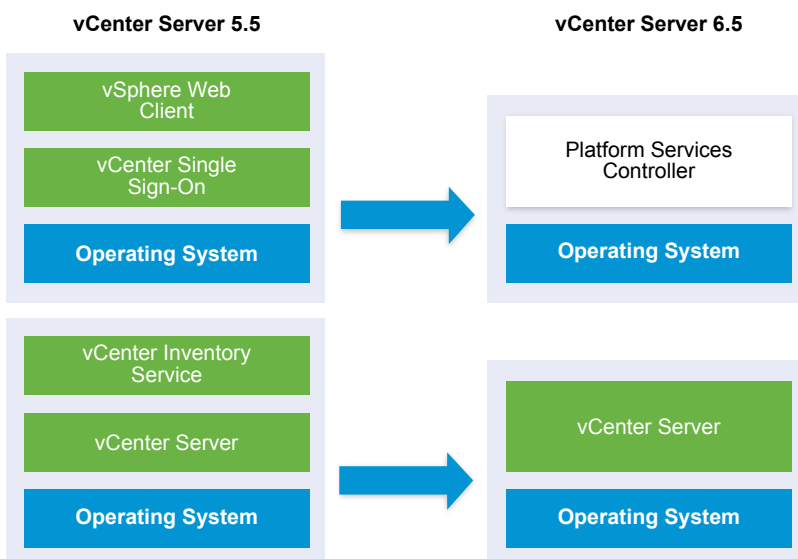 vCenter Server 5.5
vCenter Server 6.5
vSphere Web
Client
vCenter Single
Sign-On
Operating System
Platform Services
Controller
Operating System
vCenter Inventory
Service
vCenter Server
Operating System
vCenter Server
Operating System